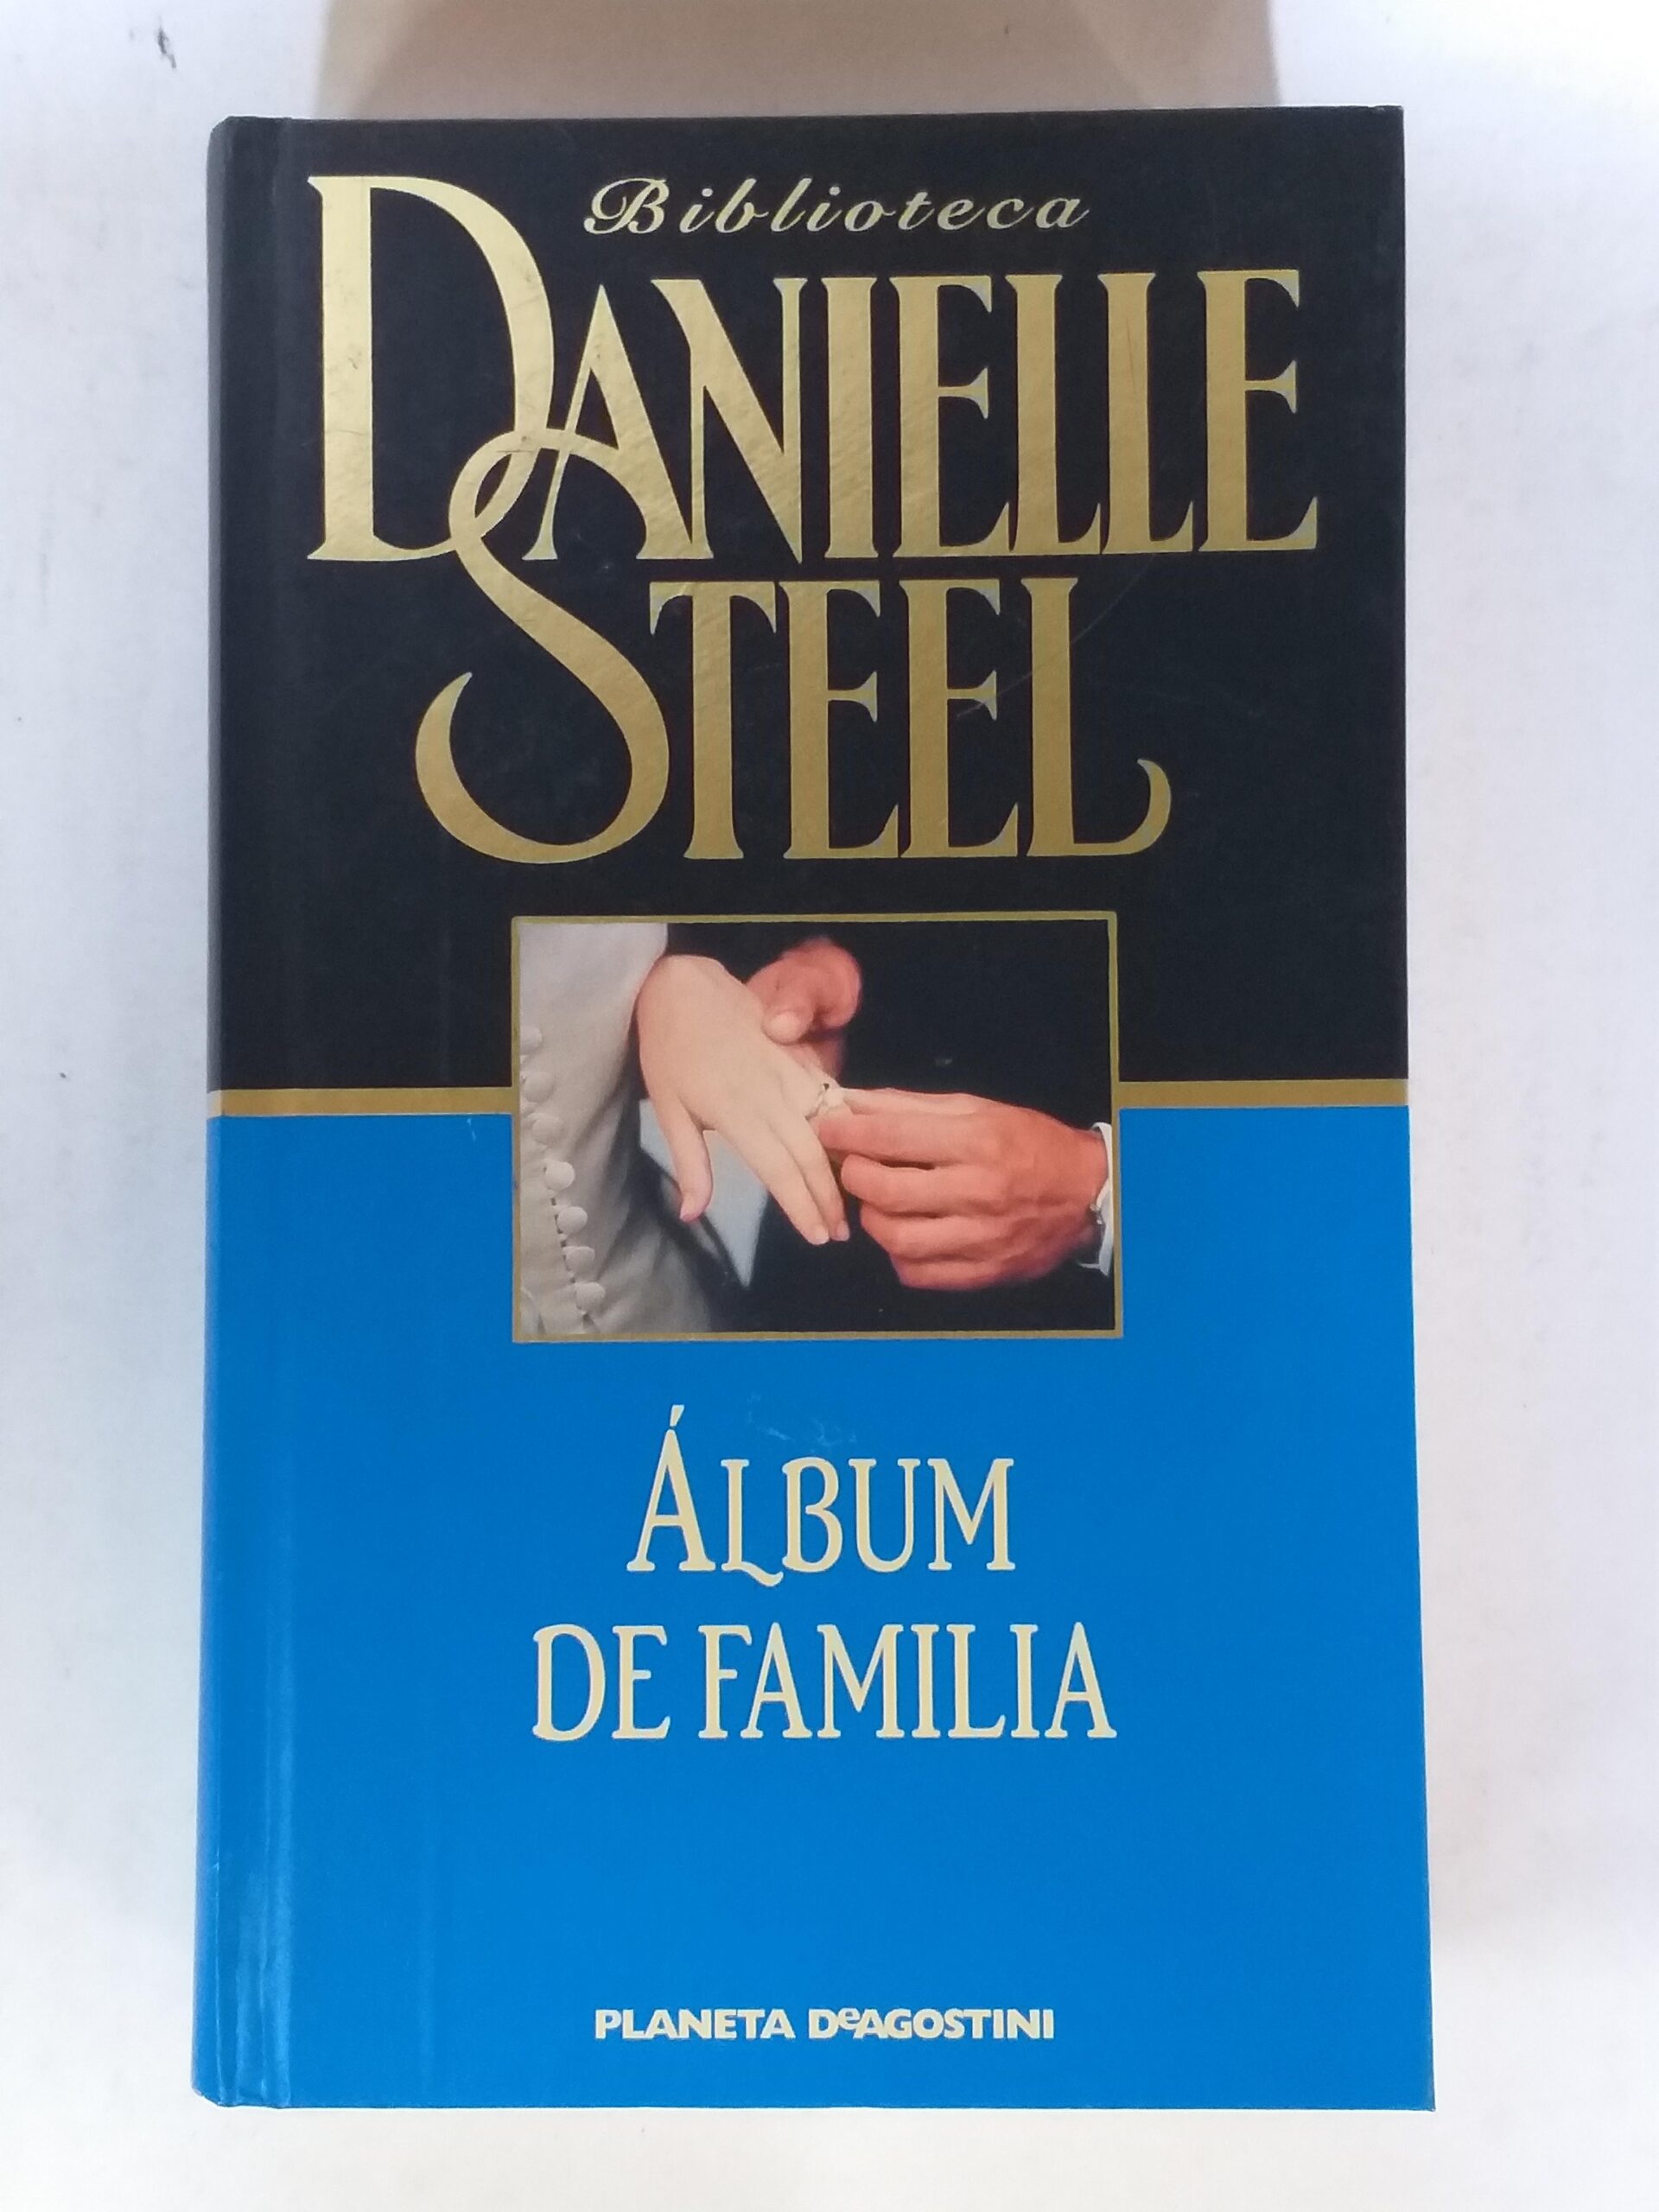 Biblioteca
DANIELLE
STEEL
ÁLBUM
DE FAMILIA
PLANETA DeAGOSTINI